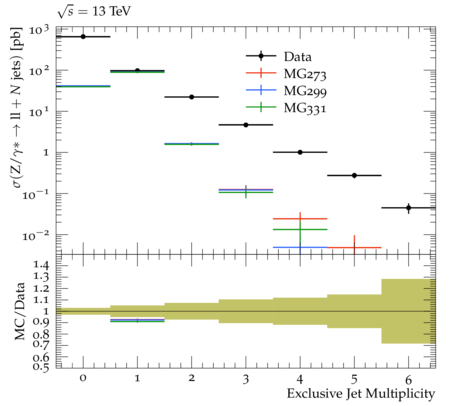 √s = 13 TeV
σ(Z/γ* → ll + N jets) [pb]
10³
10²
10¹
1
10⁻¹
10⁻²
Data
MG273
MG299
MG331
MC/Data
1.4
1.3
1.2
1.1
1
0.9
0.8
0.7
0.6
0.5
0 1 2 3 4 5 6
Exclusive Jet Multiplicity